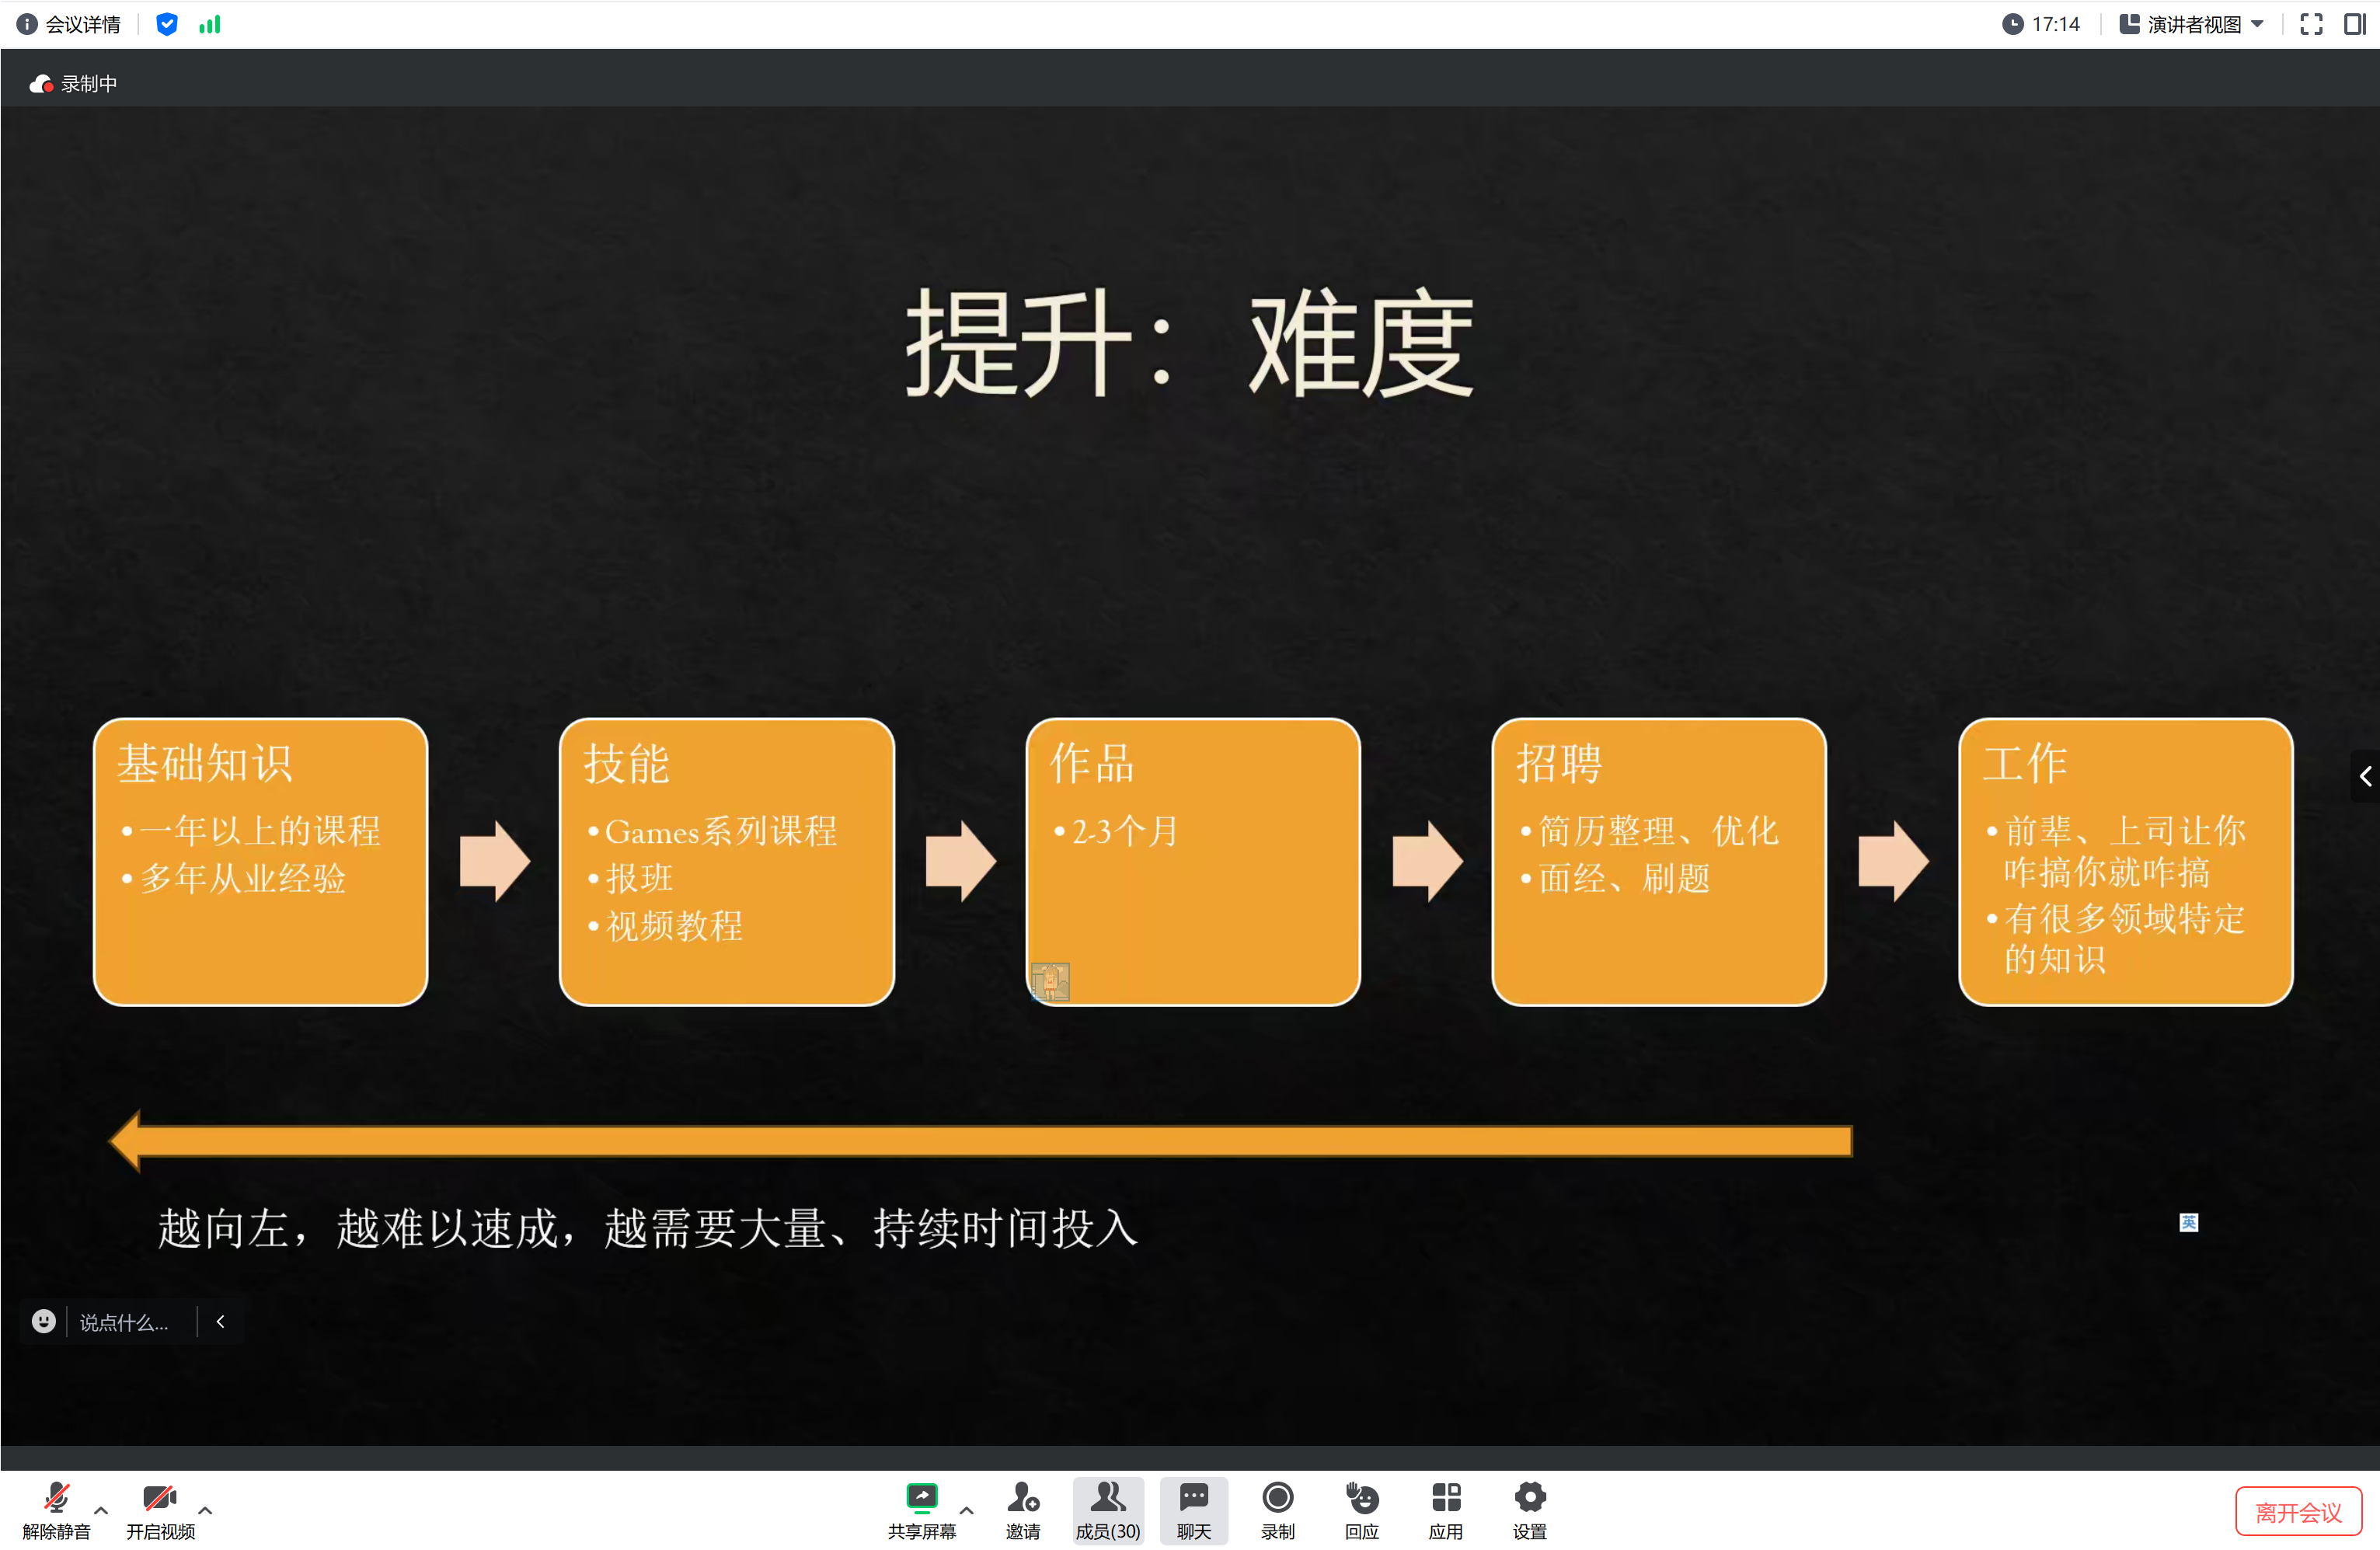 会议详情
17:14
演讲者视图
录制中
提升：难度
基础知识
•一年以上的课程
•多年从业经验
技能
•Games系列课程
•报班
•视频教程
作品
•2-3个月
招聘
•简历整理、优化
•面经、刷题
工作
•前辈、上司让你
咋搞你就咋搞
•有很多领域特定
的知识
越向左，越难以速成，越需要大量、持续时间投入
英
说点什么...
解除静音
开启视频
共享屏幕
邀请
成员(30)
聊天
录制
回应
应用
设置
离开会议